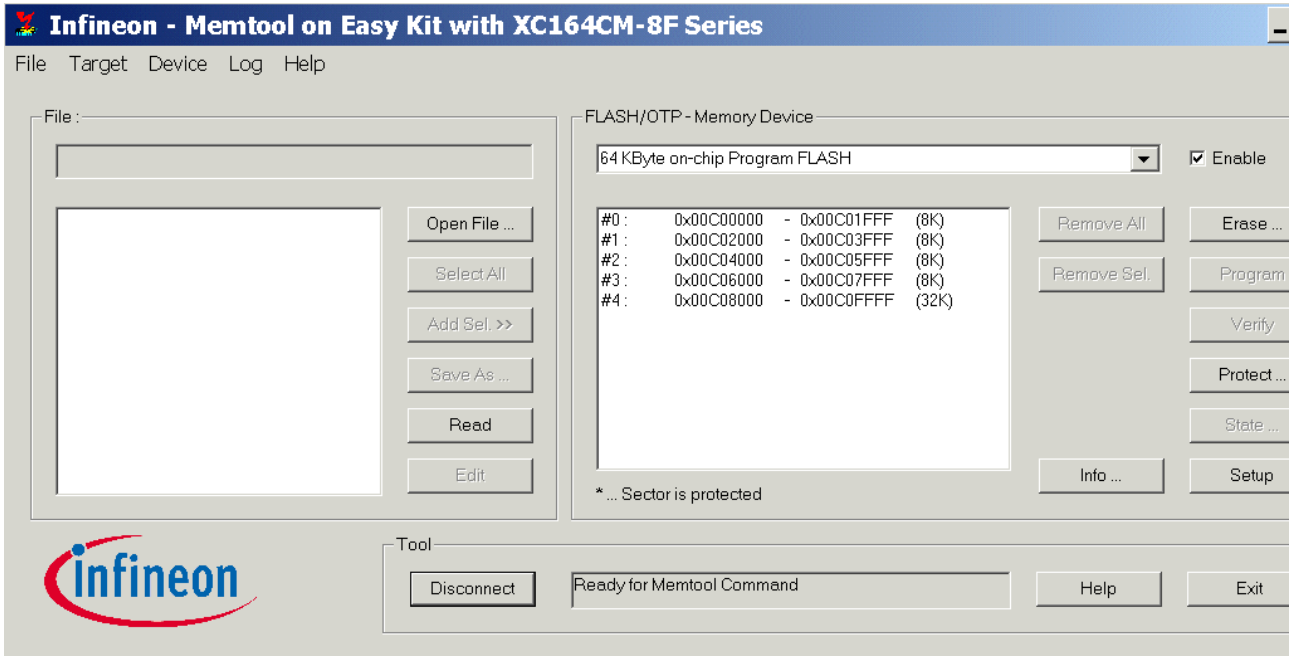 Infineon - Memtool on Easy Kit with XC164CM-8F Series
File Target Device Log Help
File :
Open File ...
Select All
Add Sel. >>
Save As ...
Read
Edit
FLASH/OTP - Memory Device
64 KByte on-chip Program FLASH
Enable
#0 : 0x00C00000 - 0x00C01FFF (8K)
#1 : 0x00C02000 - 0x00C03FFF (8K)
#2 : 0x00C04000 - 0x00C05FFF (8K)
#3 : 0x00C06000 - 0x00C07FFF (8K)
#4 : 0x00C08000 - 0x00C0FFFF (32K)
* ... Sector is protected
Remove All
Remove Sel.
Info ...
Erase ...
Program
Verify
Protect ...
State ...
Setup
Infineon
Tool
Disconnect
Ready for Memtool Command
Help
Exit